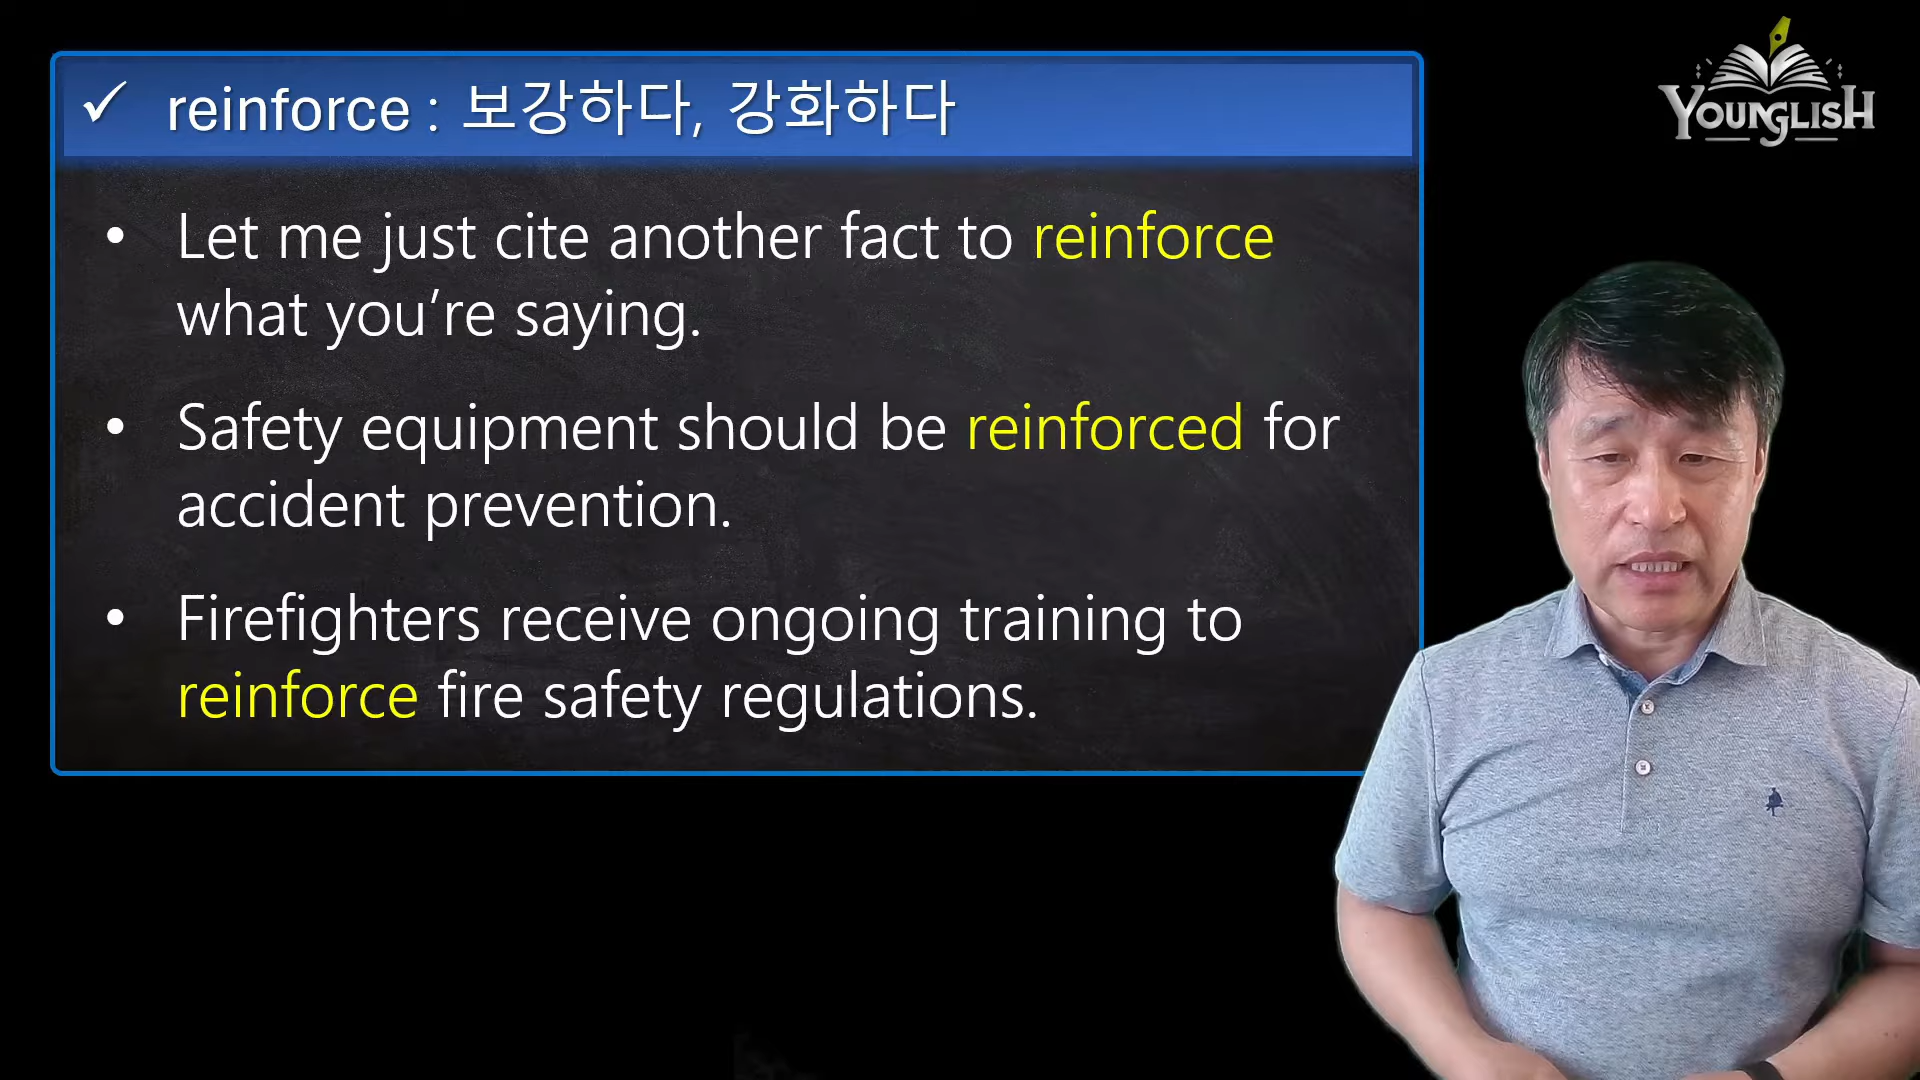 ✓ reinforce : 보강하다, 강화하다
YOUNGLISH
• Let me just cite another fact to reinforce
what you’re saying.
• Safety equipment should be reinforced for
accident prevention.
• Firefighters receive ongoing training to
reinforce fire safety regulations.